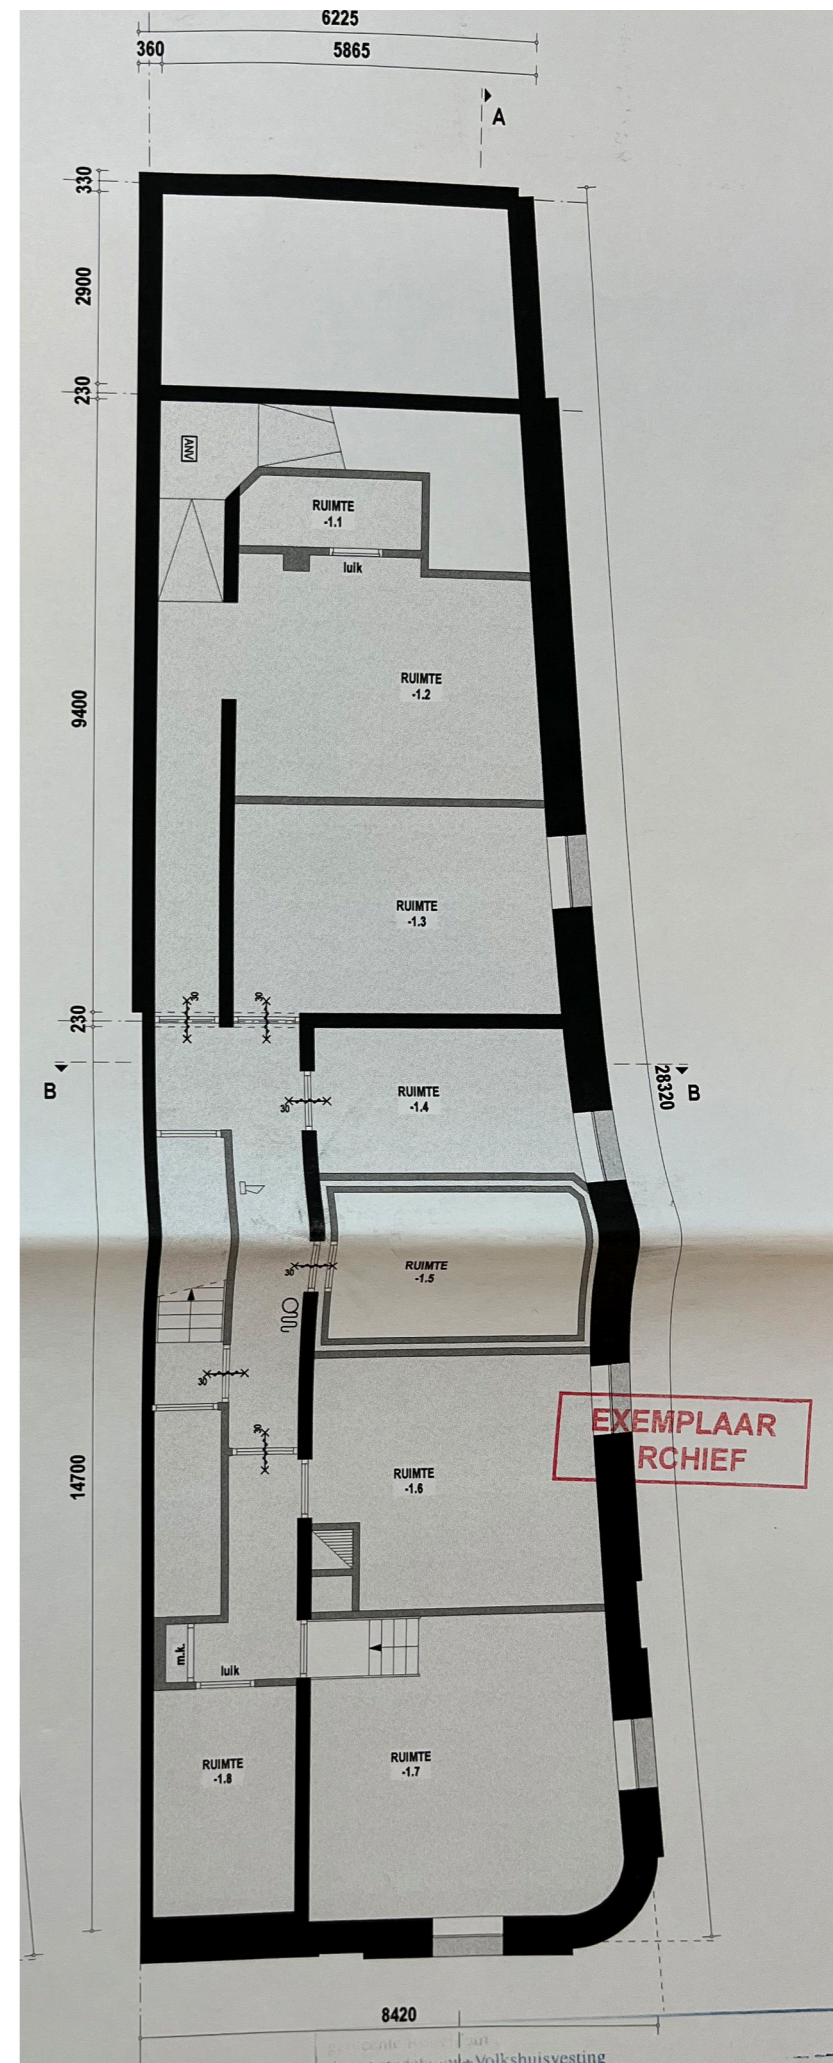 6225
360
5865
A
330
2900
230
ANV
RUIMTE
-1.1
luik
RUIMTE
-1.2
9400
RUIMTE
-1.3
30
30
230
B
B
28320
RUIMTE
-1.4
30
RUIMTE
-1.5
30
30
EXEMPLAAR
RCHIEF
30
14700
RUIMTE
-1.6
m.k.
luik
RUIMTE
-1.8
RUIMTE
-1.7
8420
gemeente
Volkshuisvesting